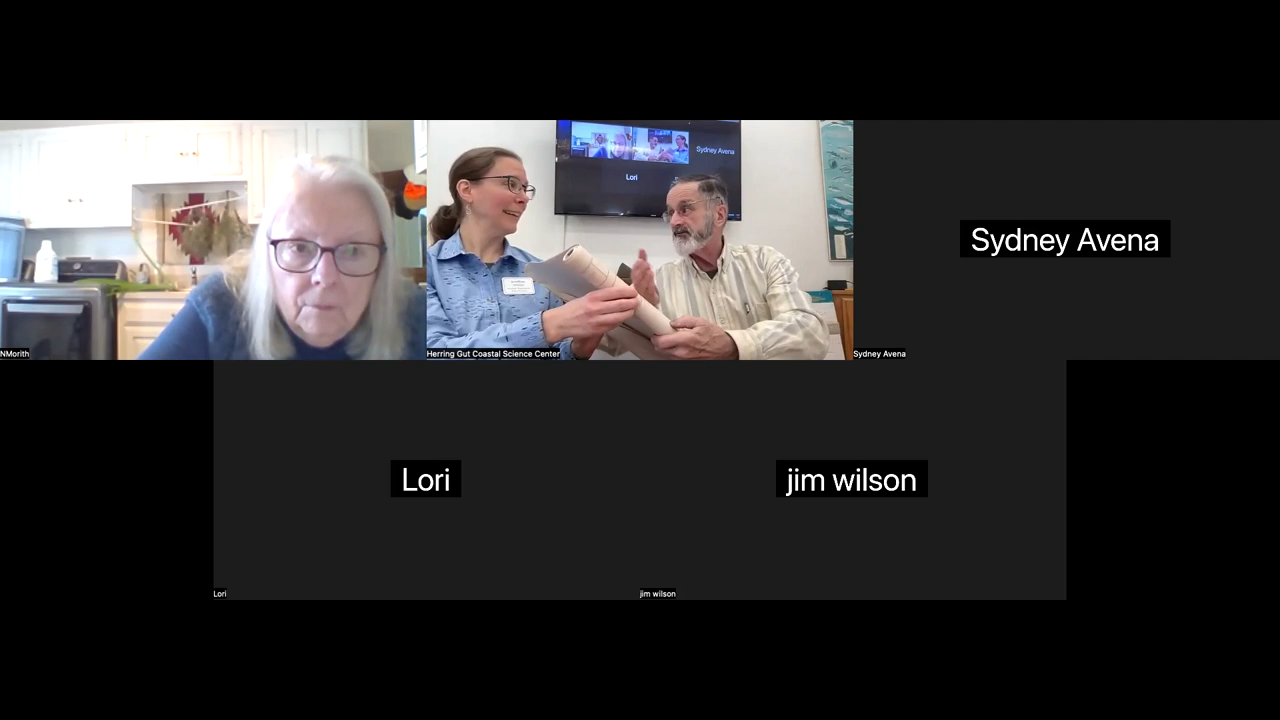 Sydney Avena
Lori
Sydney Avena
NMorith
Herring Gut Coastal Science Center
Sydney Avena
Lori
jim wilson
Lori
jim wilson